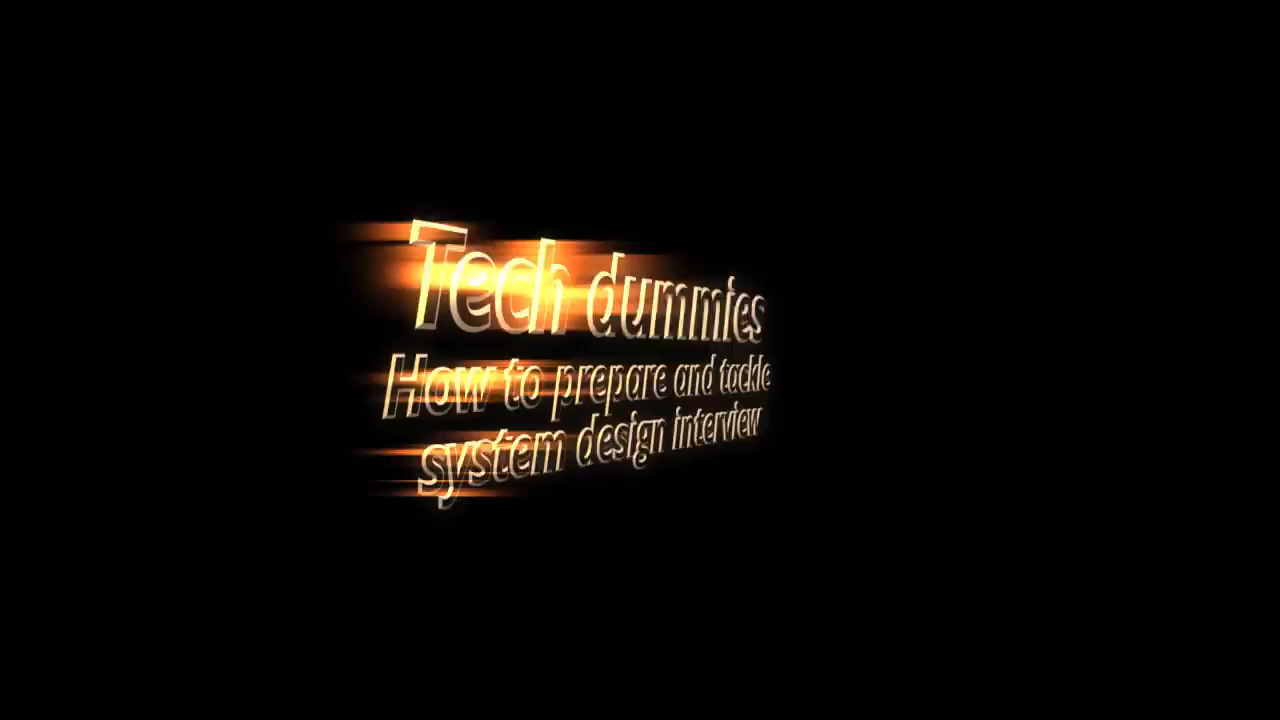 Tech dummies
How to prepare and tackle
system design interview